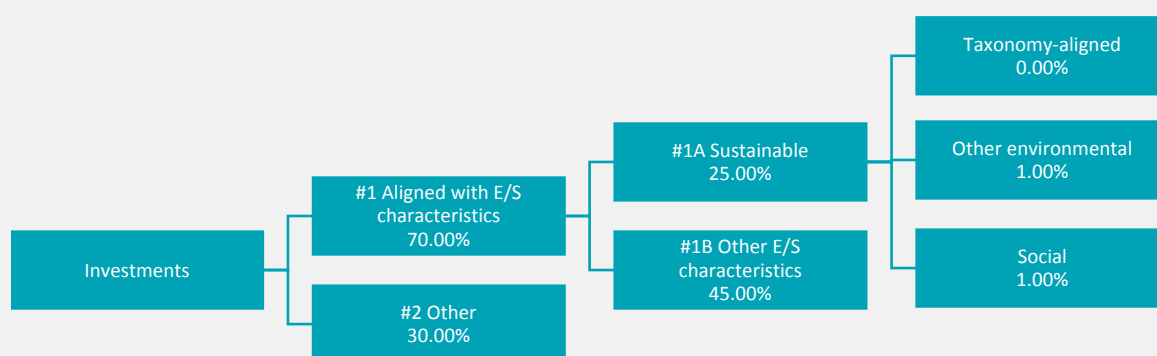 Investments
#1 Aligned with E/S
characteristics
70.00%
#2 Other
30.00%
#1A Sustainable
25.00%
#1B Other E/S
characteristics
45.00%
Taxonomy-aligned
0.00%
Other environmental
1.00%
Social
1.00%